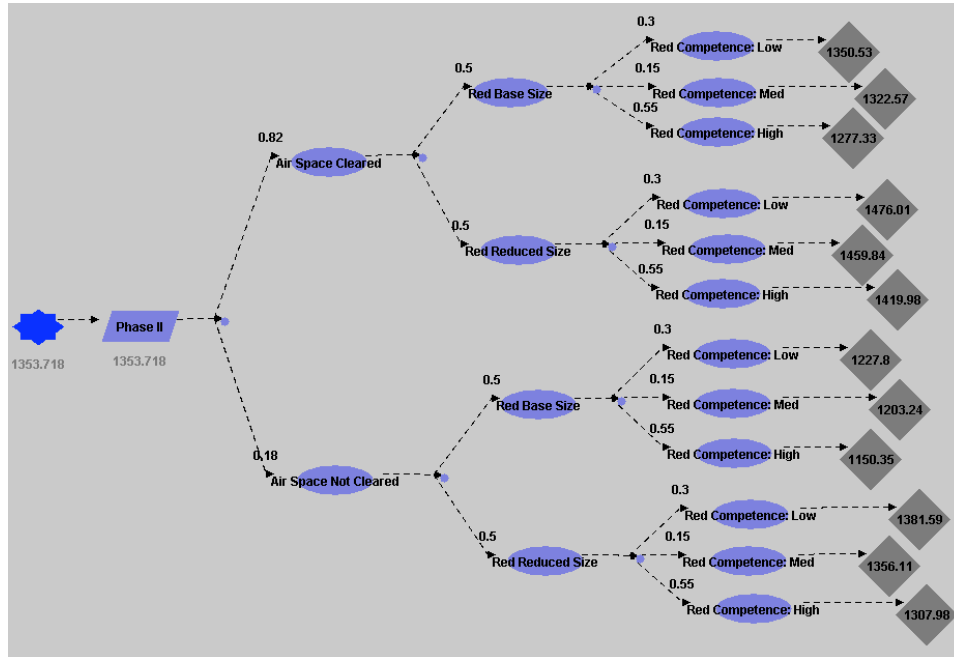 0.3
Red Competence: Low
1350.53
0.5
Red Base Size
0.15
Red Competence: Med
1322.57
0.55
Red Competence: High
1277.33
0.82
Air Space Cleared
0.3
Red Competence: Low
1476.01
0.5
Red Reduced Size
0.15
Red Competence: Med
1459.84
0.55
Red Competence: High
1419.98
Phase II
1353.718
1353.718
0.3
Red Competence: Low
1227.8
0.5
Red Base Size
0.15
Red Competence: Med
1203.24
0.55
Red Competence: High
1150.35
0.18
Air Space Not Cleared
0.3
Red Competence: Low
1381.59
0.5
Red Reduced Size
0.15
Red Competence: Med
1356.11
0.55
Red Competence: High
1307.98